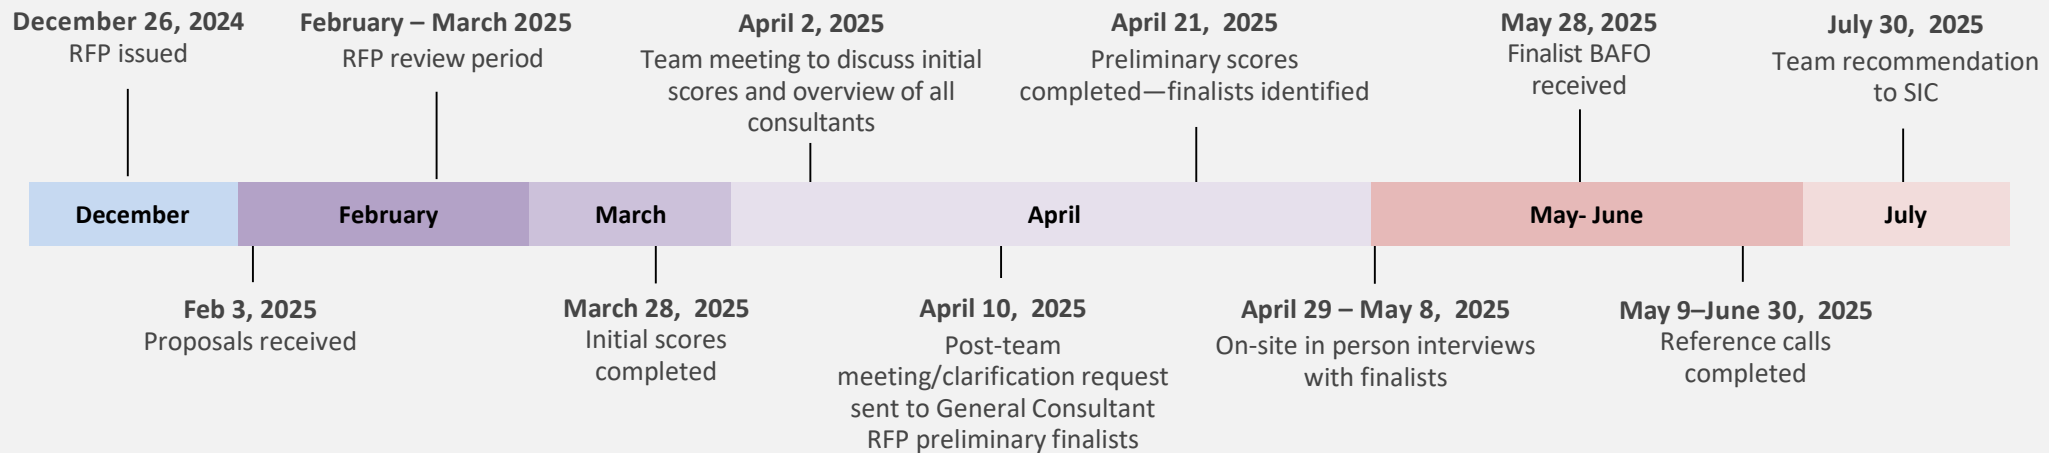 December 26, 2024
RFP issued
February – March 2025
RFP review period
April 2, 2025
Team meeting to discuss initial
scores and overview of all
consultants
April 21, 2025
Preliminary scores
completed—finalists identified
May 28, 2025
Finalist BAFO
received
July 30, 2025
Team recommendation
to SIC
December
February
March
April
May- June
July
Feb 3, 2025
Proposals received
March 28, 2025
Initial scores
completed
April 10, 2025
Post-team
meeting/clarification request
sent to General Consultant
RFP preliminary finalists
April 29 – May 8, 2025
On-site in person interviews
with finalists
May 9–June 30, 2025
Reference calls
completed